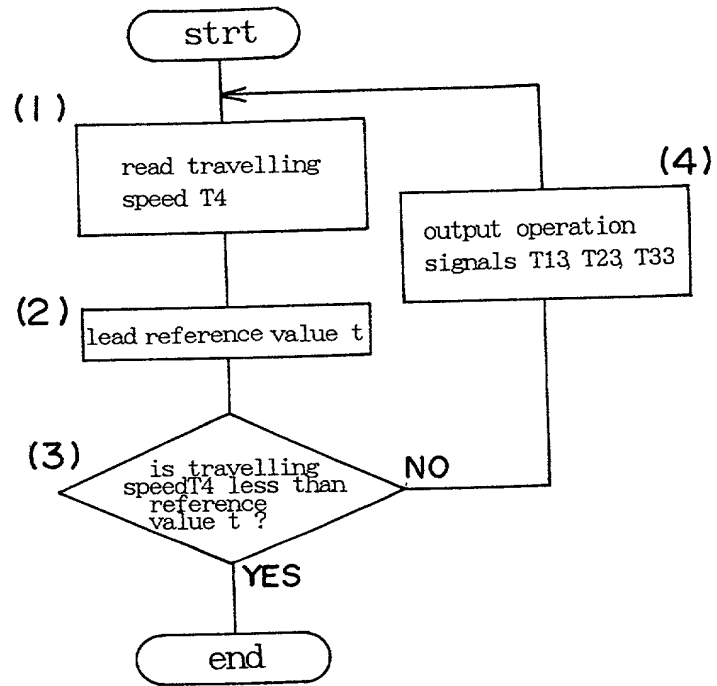 strt
(1)
read travelling
speed T4
(2)
lead reference value t
(3)
is travelling
speedT4 less than
reference
value t ?
NO
(4)
output operation
signals T13, T23, T33
YES
end